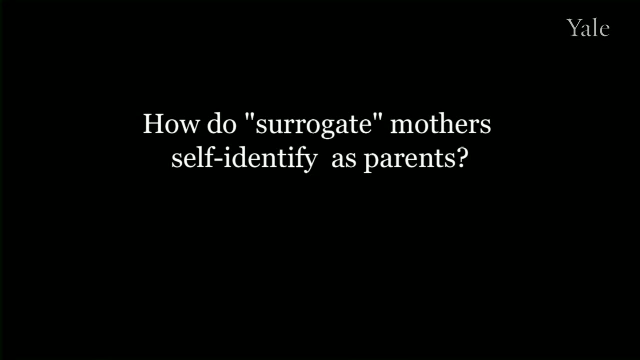 Yale
How do "surrogate" mothers
self-identify as parents?